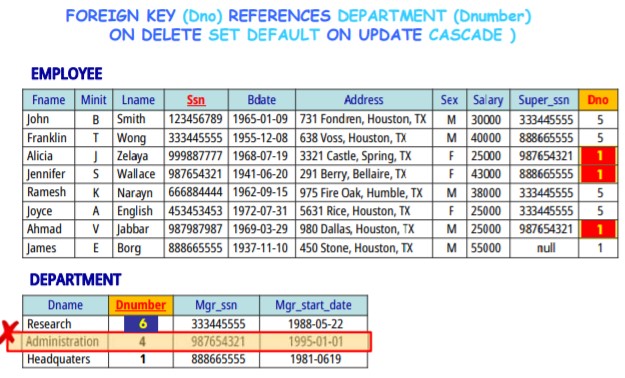 FOREIGN KEY (Dno) REFERENCES DEPARTMENT (Dnumber)
ON DELETE SET DEFAULT ON UPDATE CASCADE )
EMPLOYEE
Fname Minit Lname Ssn Bdate Address Sex Salary Super_ssn Dno
John B Smith 123456789 1965-01-09 731 Fondren, Houston, TX M 30000 333445555 5
Franklin T Wong 333445555 1955-12-08 638 Voss, Houston, TX M 40000 888665555 5
Alicia J Zelaya 999887777 1968-07-19 3321 Castle, Spring, TX F 25000 987654321 1
Jennifer S Wallace 987654321 1941-06-20 291 Berry, Bellaire, TX F 43000 888665555 1
Ramesh K Narayn 666884444 1962-09-15 975 Fire Oak, Humble, TX M 38000 333445555 5
Joyce A English 453453453 1972-07-31 5631 Rice, Houston, TX F 25000 333445555 5
Ahmad V Jabbar 987987987 1969-03-29 980 Dallas, Houston, TX M 25000 987654321 1
James E Borg 888665555 1937-11-10 450 Stone, Houston, TX M 55000 null 1
DEPARTMENT
Dname Dnumber Mgr_ssn Mgr_start_date
Research 6 333445555 1988-05-22
Administration 4 987654321 1995-01-01
Headquaters 1 888665555 1981-0619